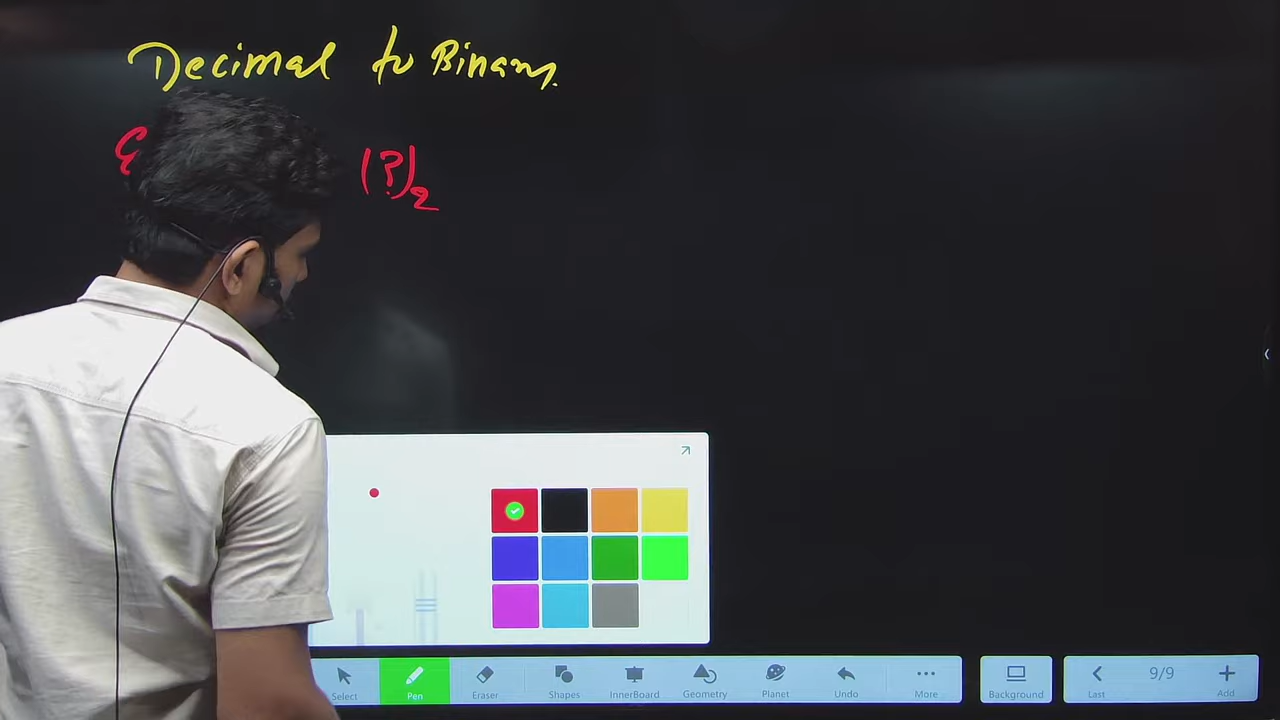 Decimal to Binary.
(?)2
Select Pen Eraser Shapes InnerBoard Geometry Planet Undo More Background Last 9/9 Add